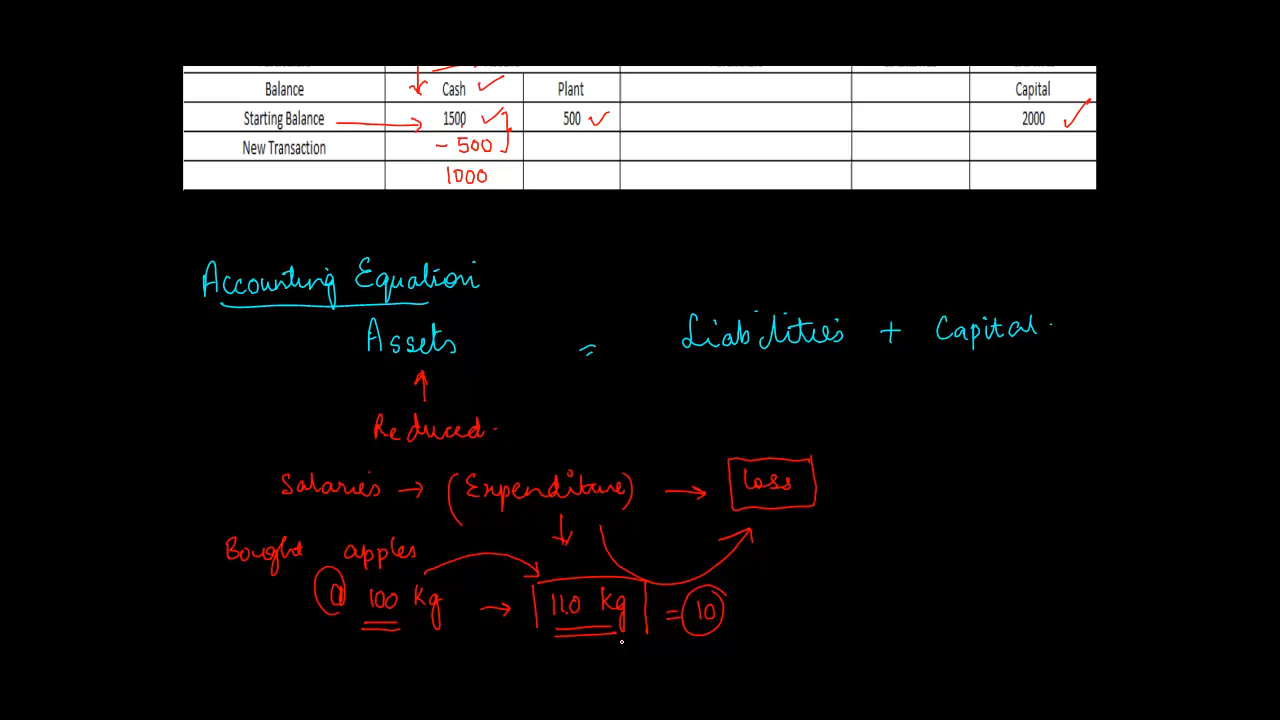 Balance Cash Plant Capital
Starting Balance 1500 500 2000
New Transaction - 500
1000
Accounting Equation
Assets = Liabilities + Capital.
Reduced.
Salaries → (Expenditure) → Loss
Bought apples
@ 100 Kg → 110 Kg = 10